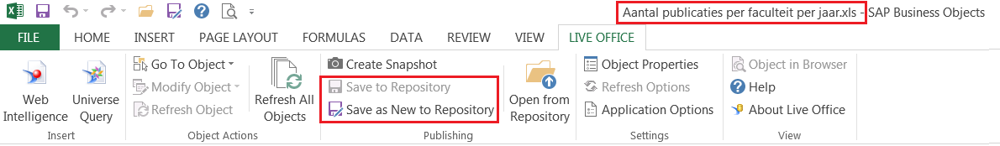 Aantal publicaties per faculteit per jaar.xls - SAP Business Objects
FILE HOME INSERT PAGE LAYOUT FORMULAS DATA REVIEW VIEW LIVE OFFICE
Web Intelligence
Universe Query
Insert
Go To Object
Modify Object
Refresh Object
Refresh All Objects
Object Actions
Create Snapshot
Save to Repository
Save as New to Repository
Open from Repository
Publishing
Object Properties
Refresh Options
Application Options
Settings
Object in Browser
Help
About Live Office
View